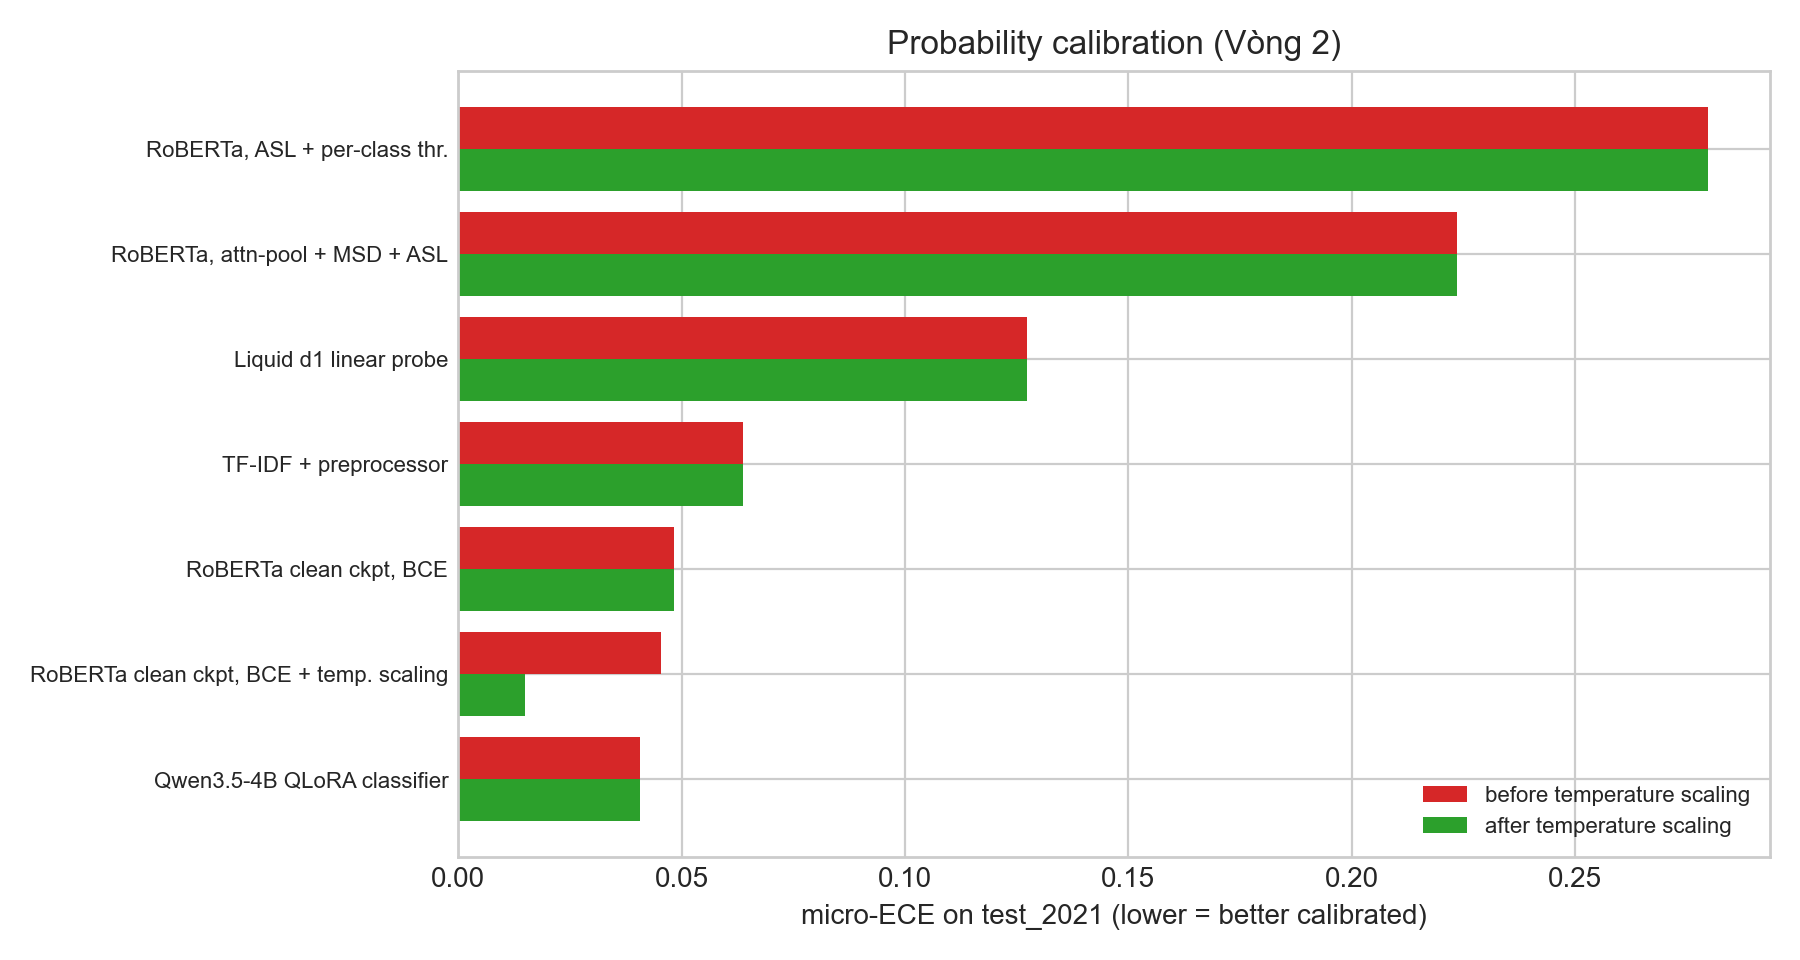 Probability calibration (Vòng 2)
RoBERTa, ASL + per-class thr.
RoBERTa, attn-pool + MSD + ASL
Liquid d1 linear probe
TF-IDF + preprocessor
RoBERTa clean ckpt, BCE
RoBERTa clean ckpt, BCE + temp. scaling
Qwen3.5-4B QLoRA classifier
before temperature scaling
after temperature scaling
0.00 0.05 0.10 0.15 0.20 0.25
micro-ECE on test_2021 (lower = better calibrated)